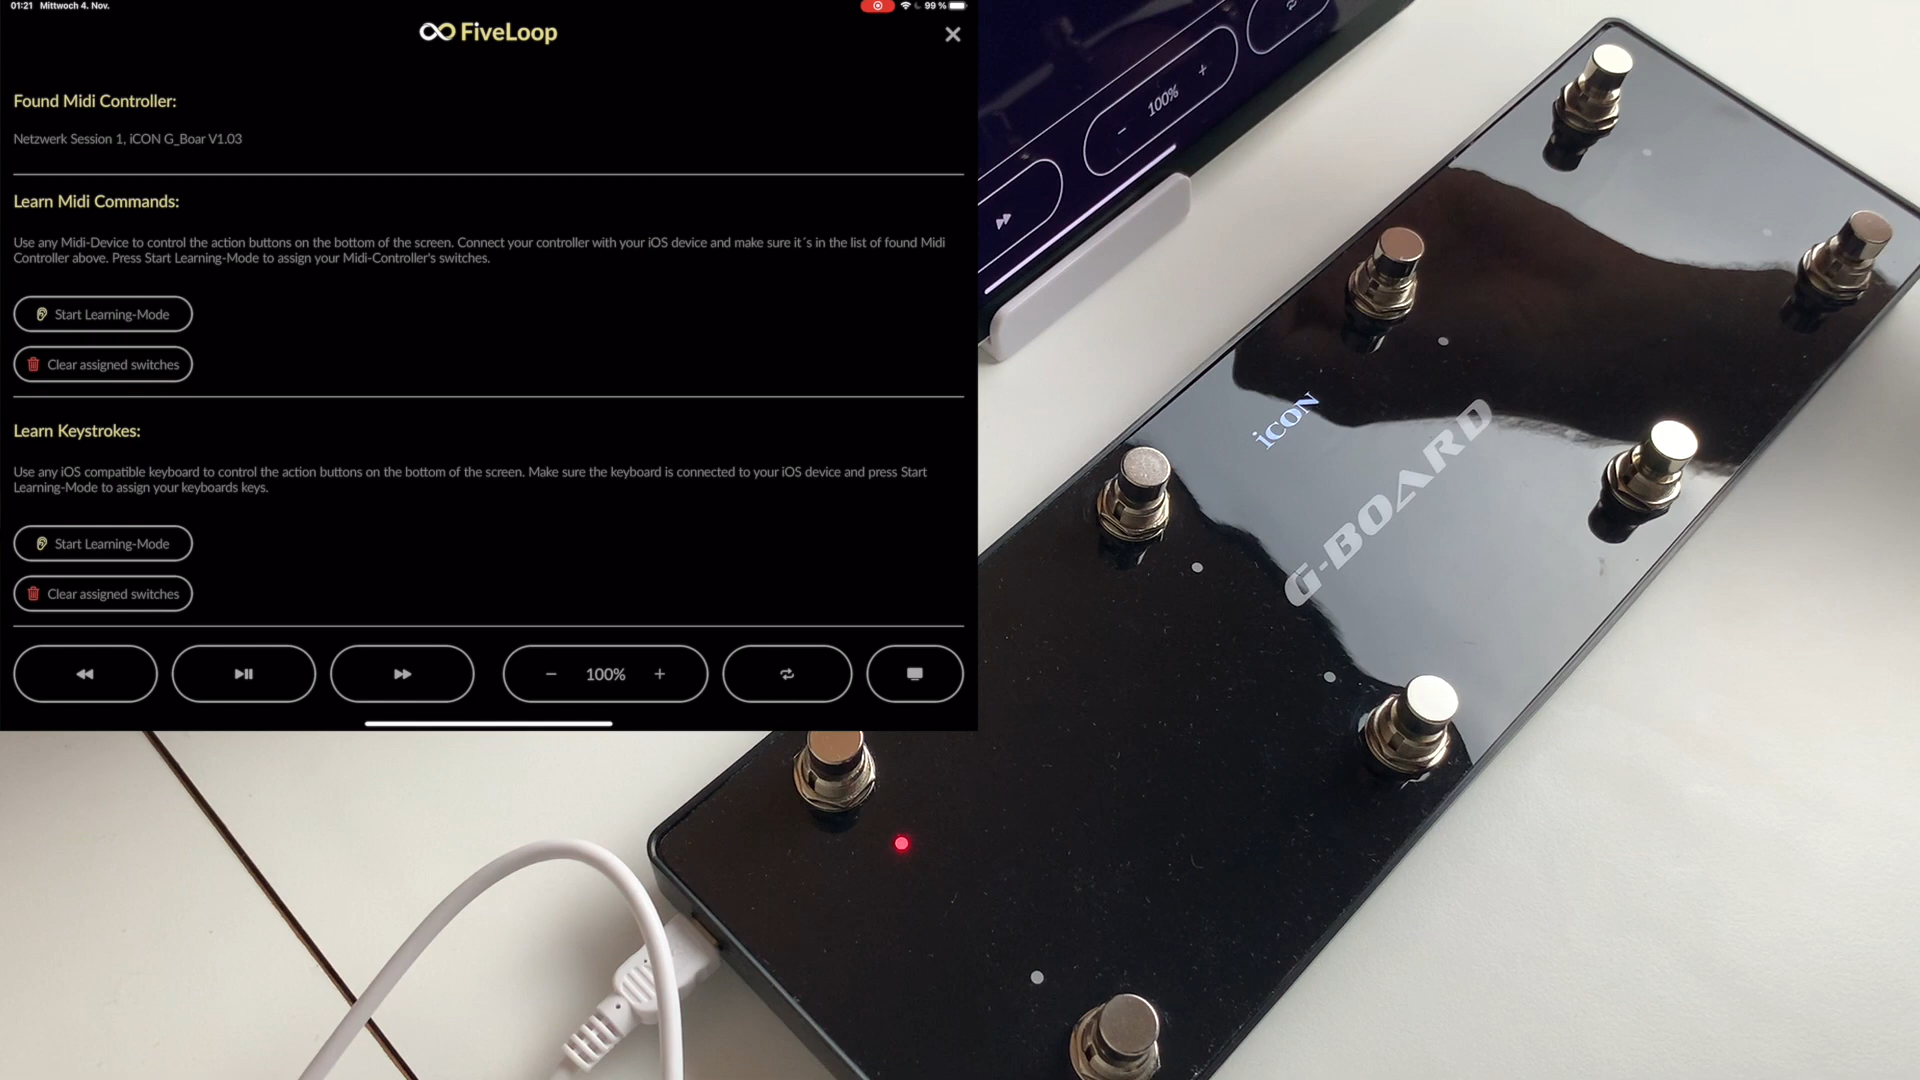 01:21 Mittwoch 4. Nov.
99 %
FiveLoop
Found Midi Controller:
Netzwerk Session 1, iCON G_Boar V1.03
Learn Midi Commands:
Use any Midi-Device to control the action buttons on the bottom of the screen. Connect your controller with your iOS device and make sure it´s in the list of found Midi
Controller above. Press Start Learning-Mode to assign your Midi-Controller's switches.
Start Learning-Mode
Clear assigned switches
Learn Keystrokes:
Use any iOS compatible keyboard to control the action buttons on the bottom of the screen. Make sure the keyboard is connected to your iOS device and press Start
Learning-Mode to assign your keyboards keys.
Start Learning-Mode
Clear assigned switches
− 100% +
− 100% +
iCON
G-BOARD